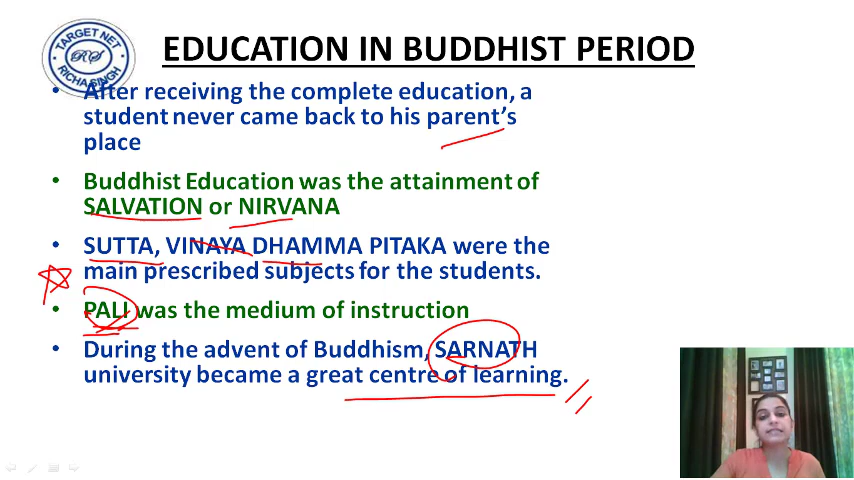 TARGET NET
RS
RICHA SINGH
EDUCATION IN BUDDHIST PERIOD
• After receiving the complete education, a
student never came back to his parent's
place
• Buddhist Education was the attainment of
SALVATION or NIRVANA
• SUTTA, VINAYA DHAMMA PITAKA were the
main prescribed subjects for the students.
• PALI was the medium of instruction
• During the advent of Buddhism, SARNATH
university became a great centre of learning.